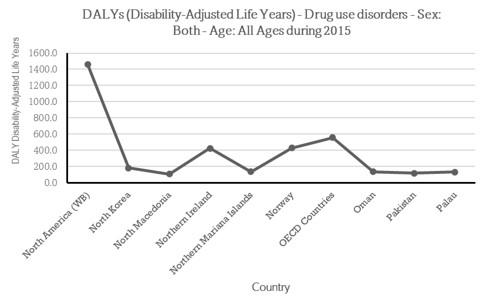 DALYs (Disability-Adjusted Life Years) - Drug use disorders - Sex:
Both - Age: All Ages during 2015
DALY Disability-Adjusted Life Years
1600.0
1400.0
1200.0
1000.0
800.0
600.0
400.0
200.0
0.0
North America (WB)
North Korea
North Macedonia
Northern Ireland
Northern Mariana Islands
Norway
OECD Countries
Oman
Pakistan
Palau
Country